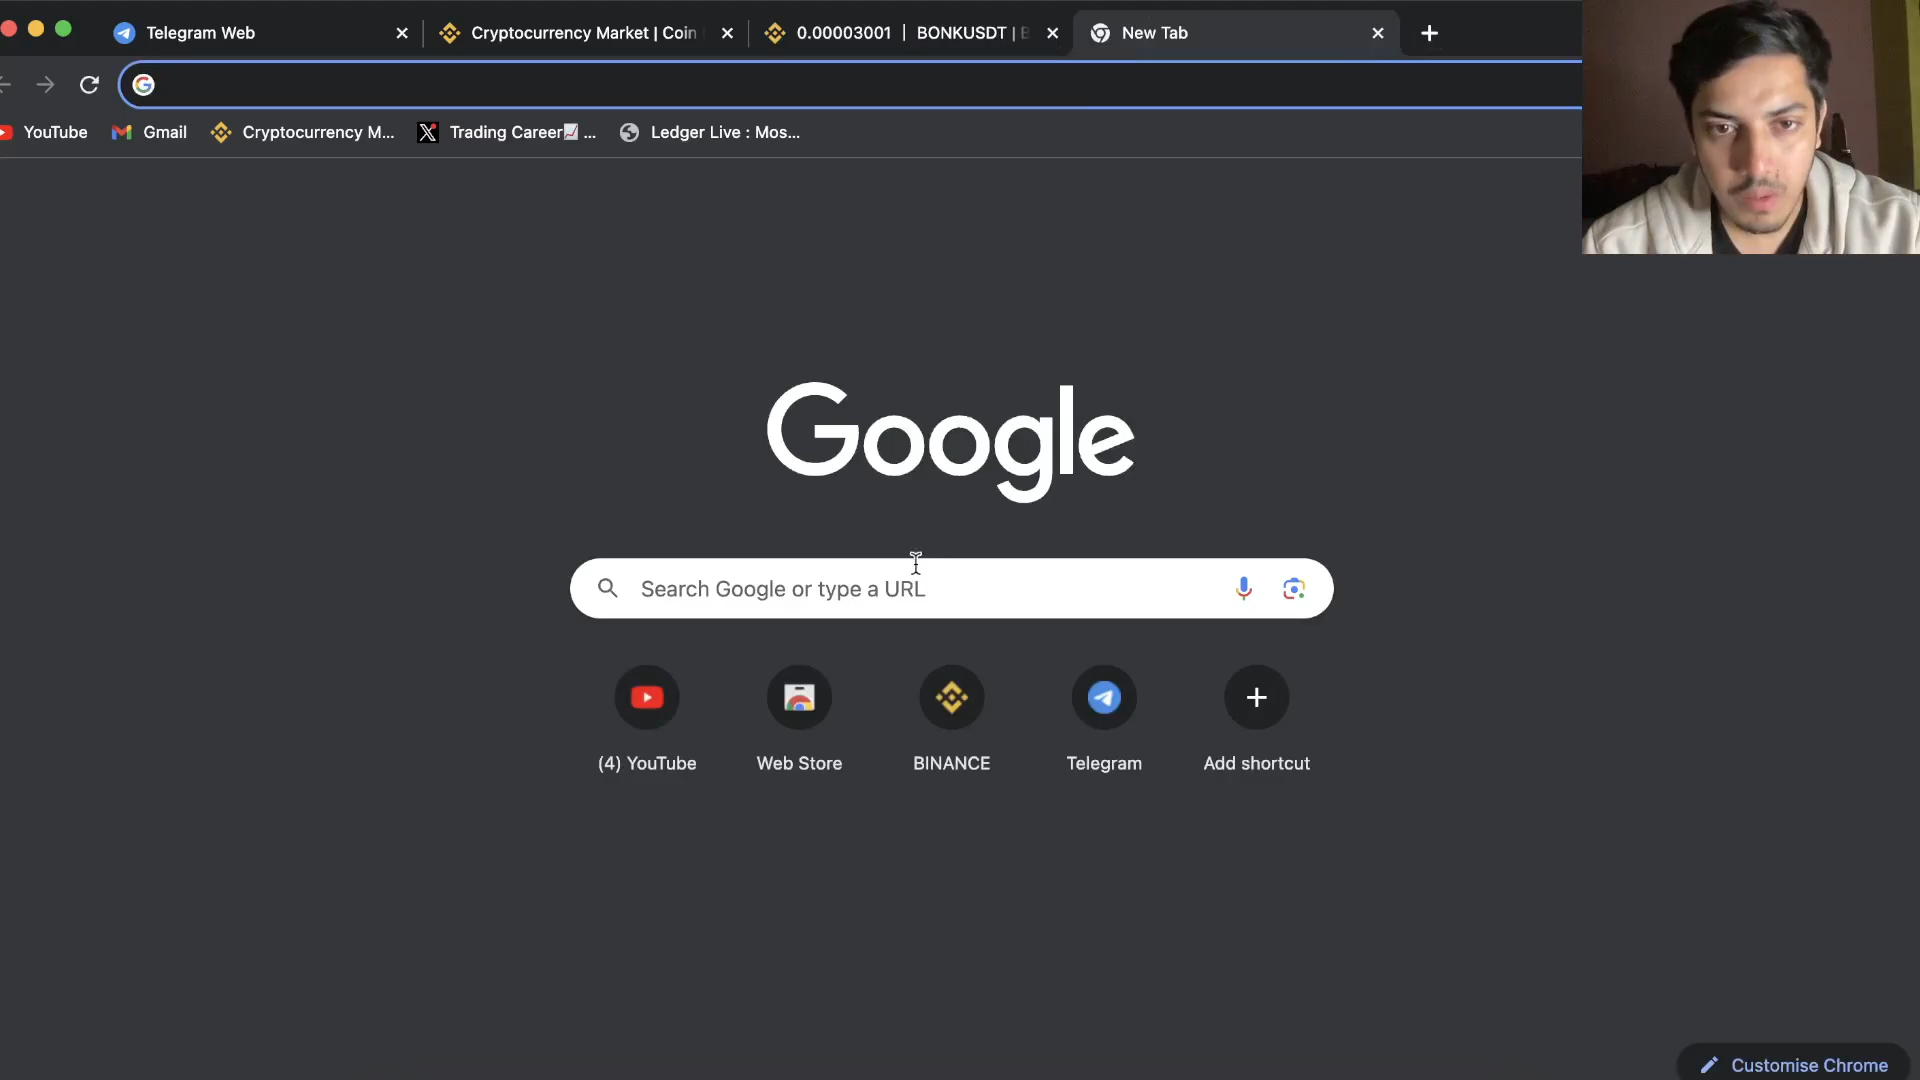 Telegram Web
Cryptocurrency Market | Coin
0.00003001 | BONKUSDT |
New Tab
YouTube
Gmail
Cryptocurrency M...
Trading Career📈 ...
Ledger Live : Mos...
Google
Search Google or type a URL
(4) YouTube
Web Store
BINANCE
Telegram
Add shortcut
Customise Chrome